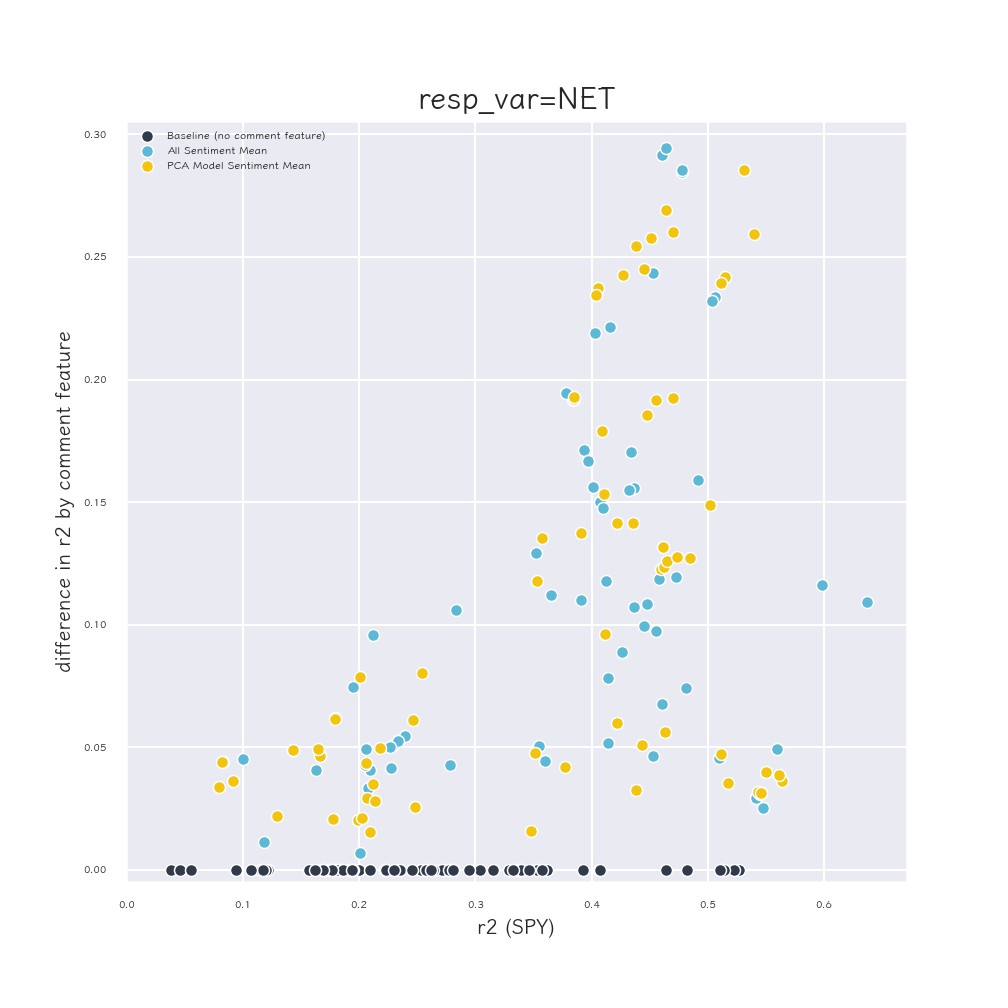 resp_var=NET
Baseline (no comment feature)
All Sentiment Mean
PCA Model Sentiment Mean
difference in r2 by comment feature
0.30
0.25
0.20
0.15
0.10
0.05
0.00
0.0 0.1 0.2 0.3 0.4 0.5 0.6
r2 (SPY)